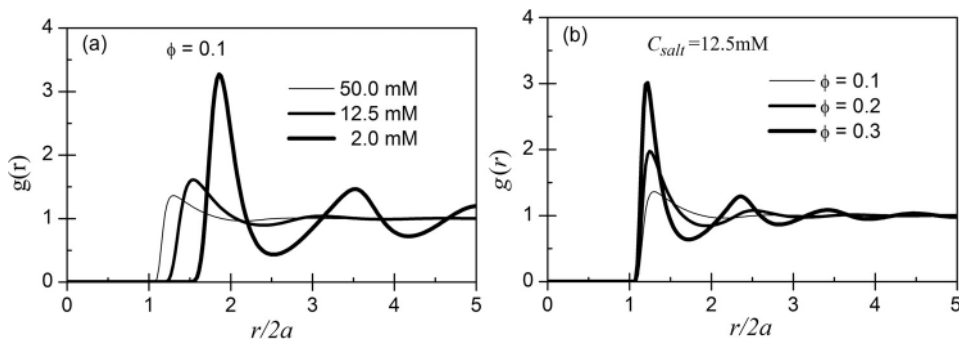 (a)
ϕ = 0.1
50.0 mM
12.5 mM
2.0 mM
g(r)
4
3
2
1
0
0 1 2 3 4 5
r/2a
(b)
C_salt=12.5mM
ϕ = 0.1
ϕ = 0.2
ϕ = 0.3
g(r)
4
3
2
1
0
0 1 2 3 4 5
r/2a